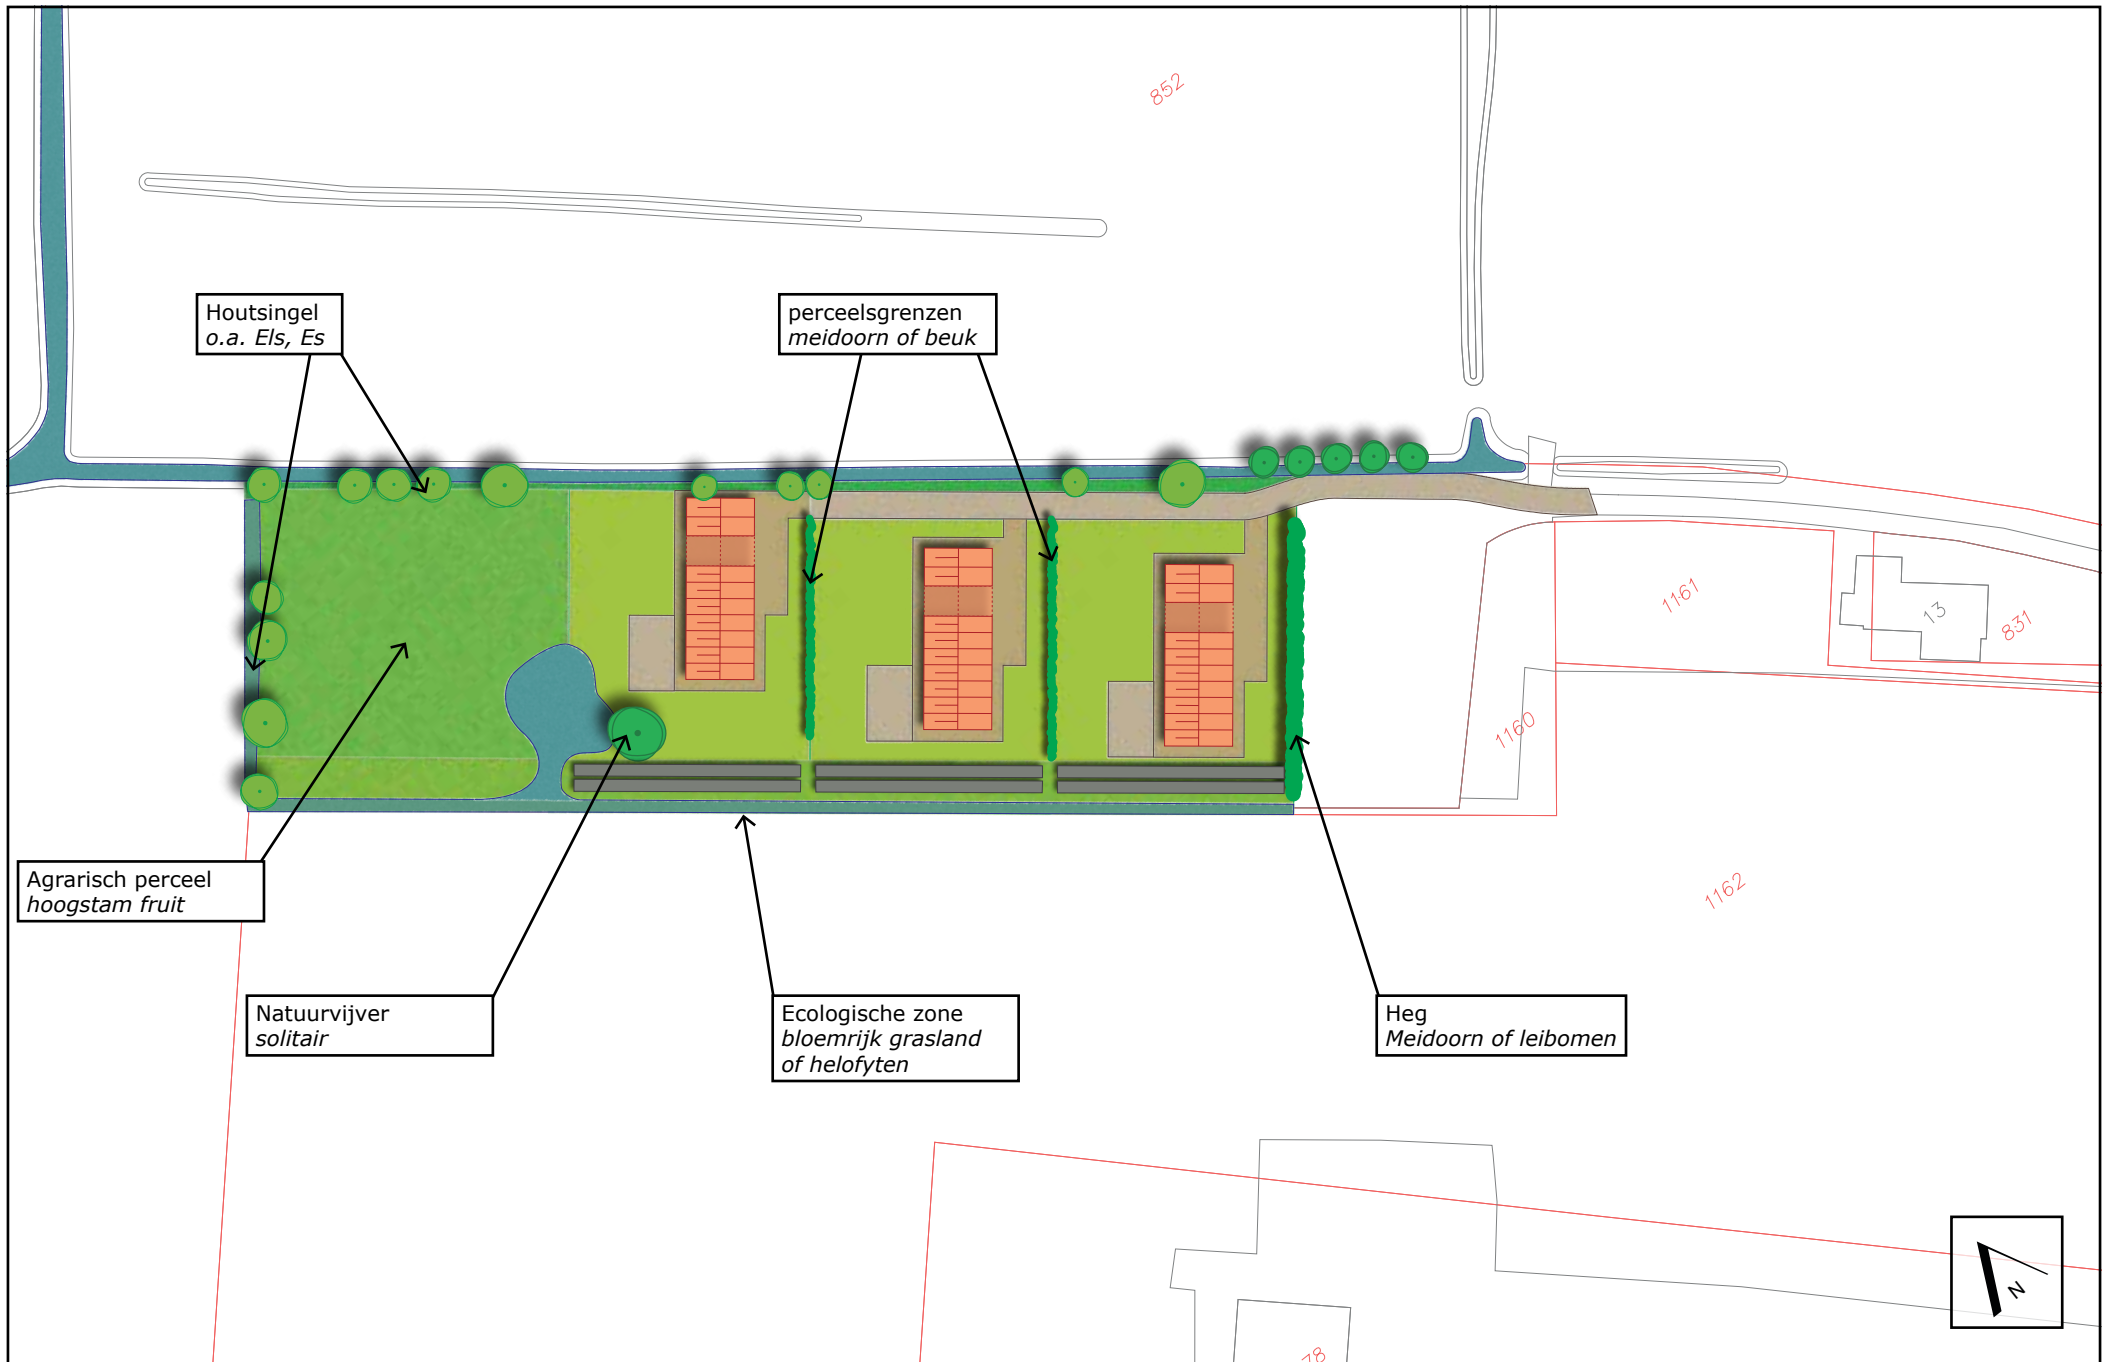 852
Houtsingel
o.a. Els, Es
perceelsgrenzen
meidoorn of beuk
1161
13
831
1160
Agrarisch perceel
hoogstam fruit
1162
Natuurvijver
solitair
Ecologische zone
bloemrijk grasland
of helofyten
Heg
Meidoorn of leibomen
N
78